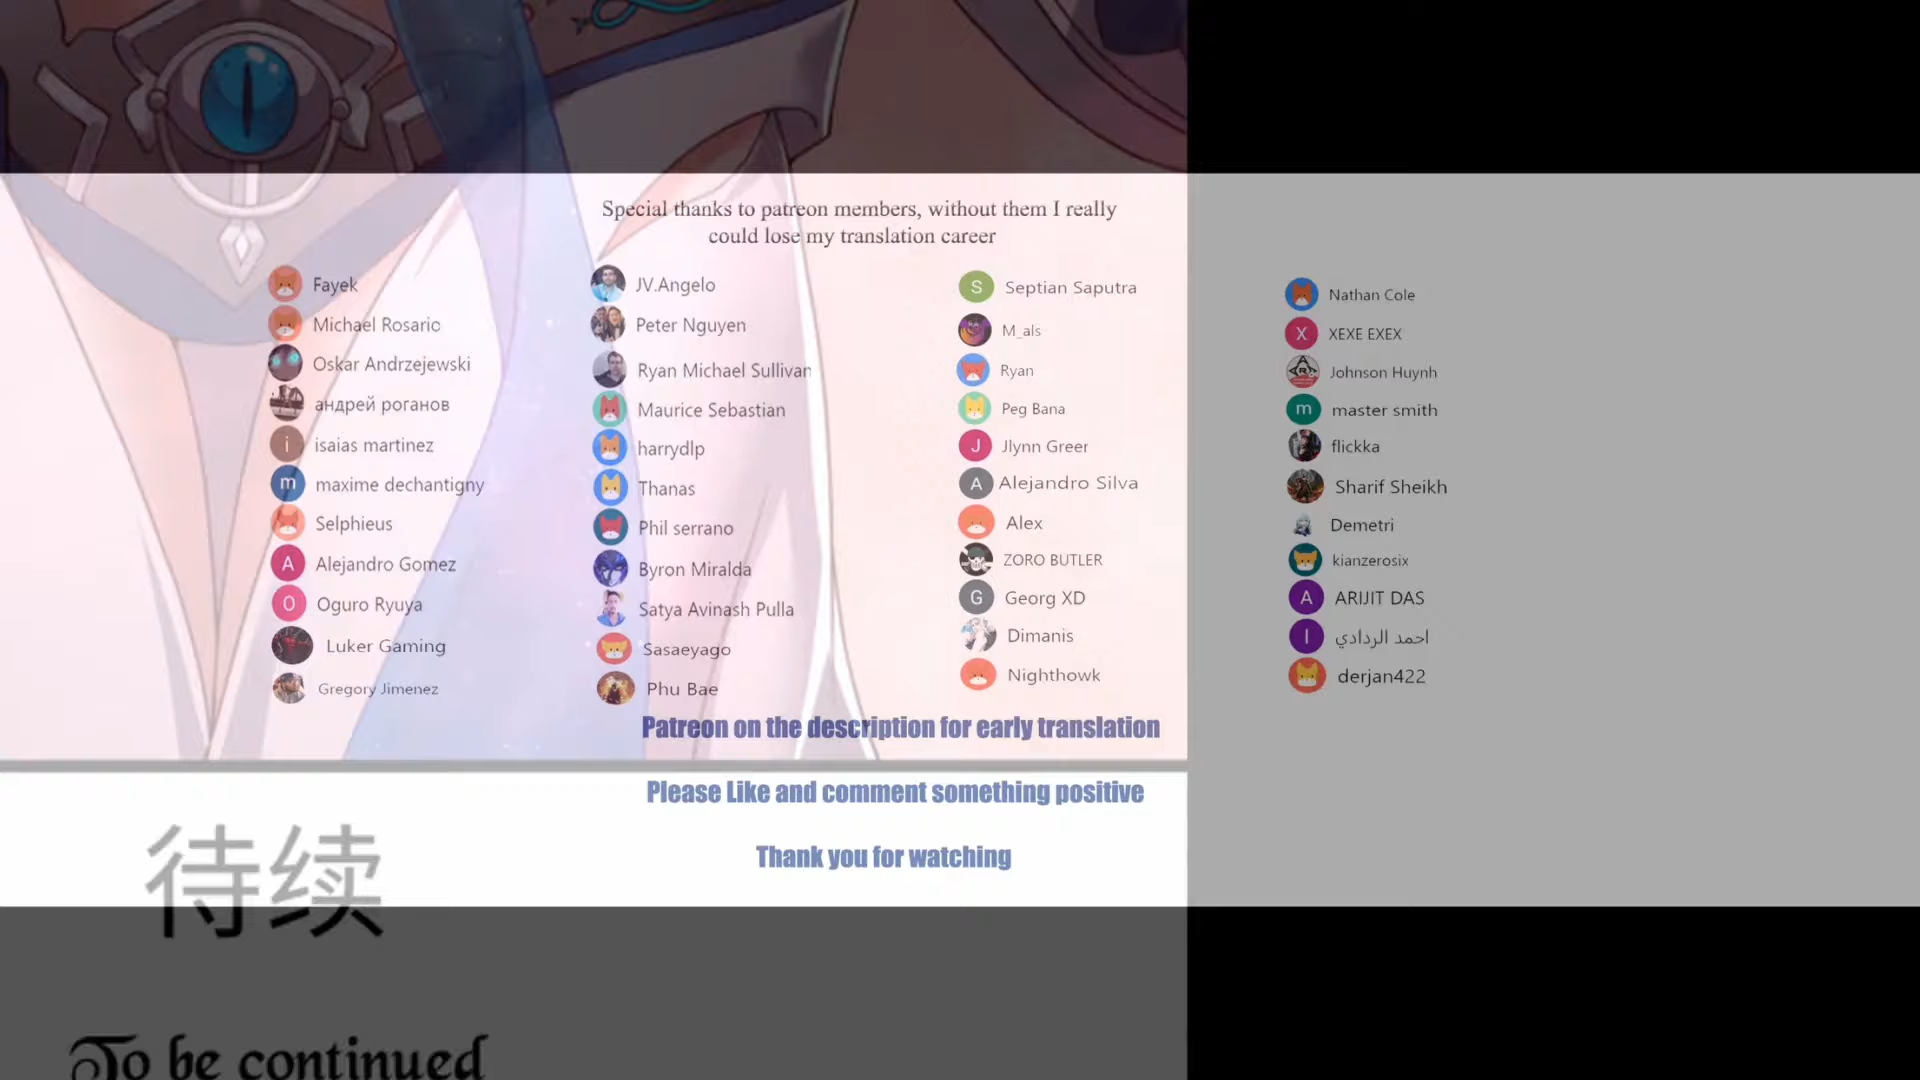 Special thanks to patreon members, without them I really
could lose my translation career
Fayek
Michael Rosario
Oskar Andrzejewski
андрей роганов
i isaias martinez
m maxime dechantigny
Selphieus
A Alejandro Gomez
O Oguro Ryuya
Luker Gaming
Gregory Jimenez
JV.Angelo
Peter Nguyen
Ryan Michael Sullivan
Maurice Sebastian
harrydlp
Thanas
Phil serrano
Byron Miralda
Satya Avinash Pulla
Sasaeyago
Phu Bae
S Septian Saputra
M_als
Ryan
Peg Bana
J Jlynn Greer
A Alejandro Silva
Alex
ZORO BUTLER
G Georg XD
Dimanis
Nighthowk
Nathan Cole
X XEXE EXEX
Johnson Huynh
m master smith
flickka
Sharif Sheikh
Demetri
kianzerosix
A ARIJIT DAS
I احمد الردادي
derjan422
Patreon on the description for early translation
Please Like and comment something positive
Thank you for watching
待续
To be continued